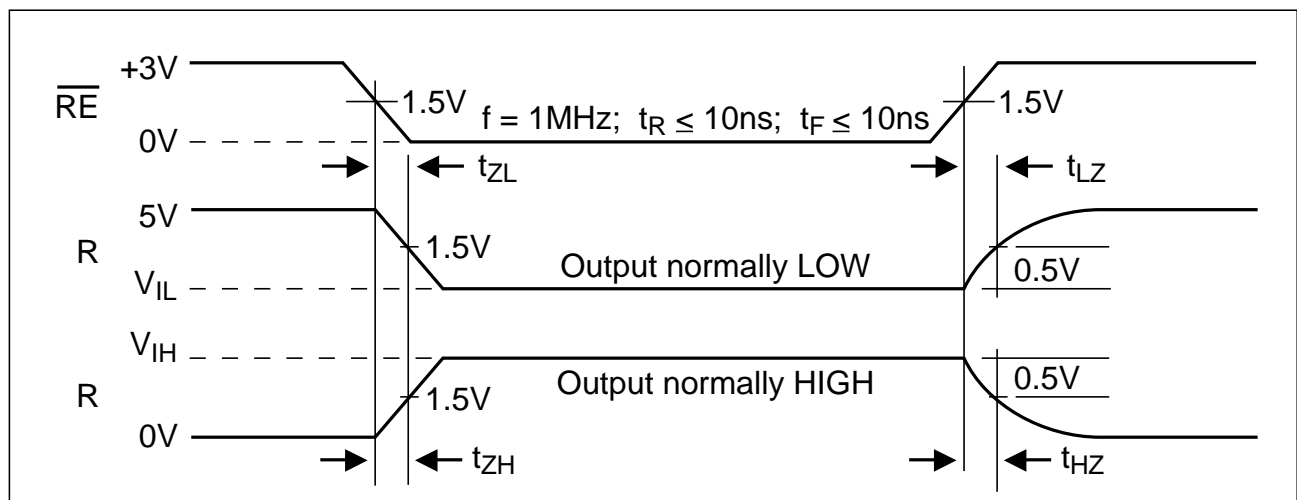 +3V
RE
1.5V
1.5V
f = 1MHz; tR ≤ 10ns; tF ≤ 10ns
0V
tZL
tLZ
5V
R
1.5V
Output normally LOW
0.5V
VIL
VIH
R
1.5V
Output normally HIGH
0.5V
0V
tZH
tHZ